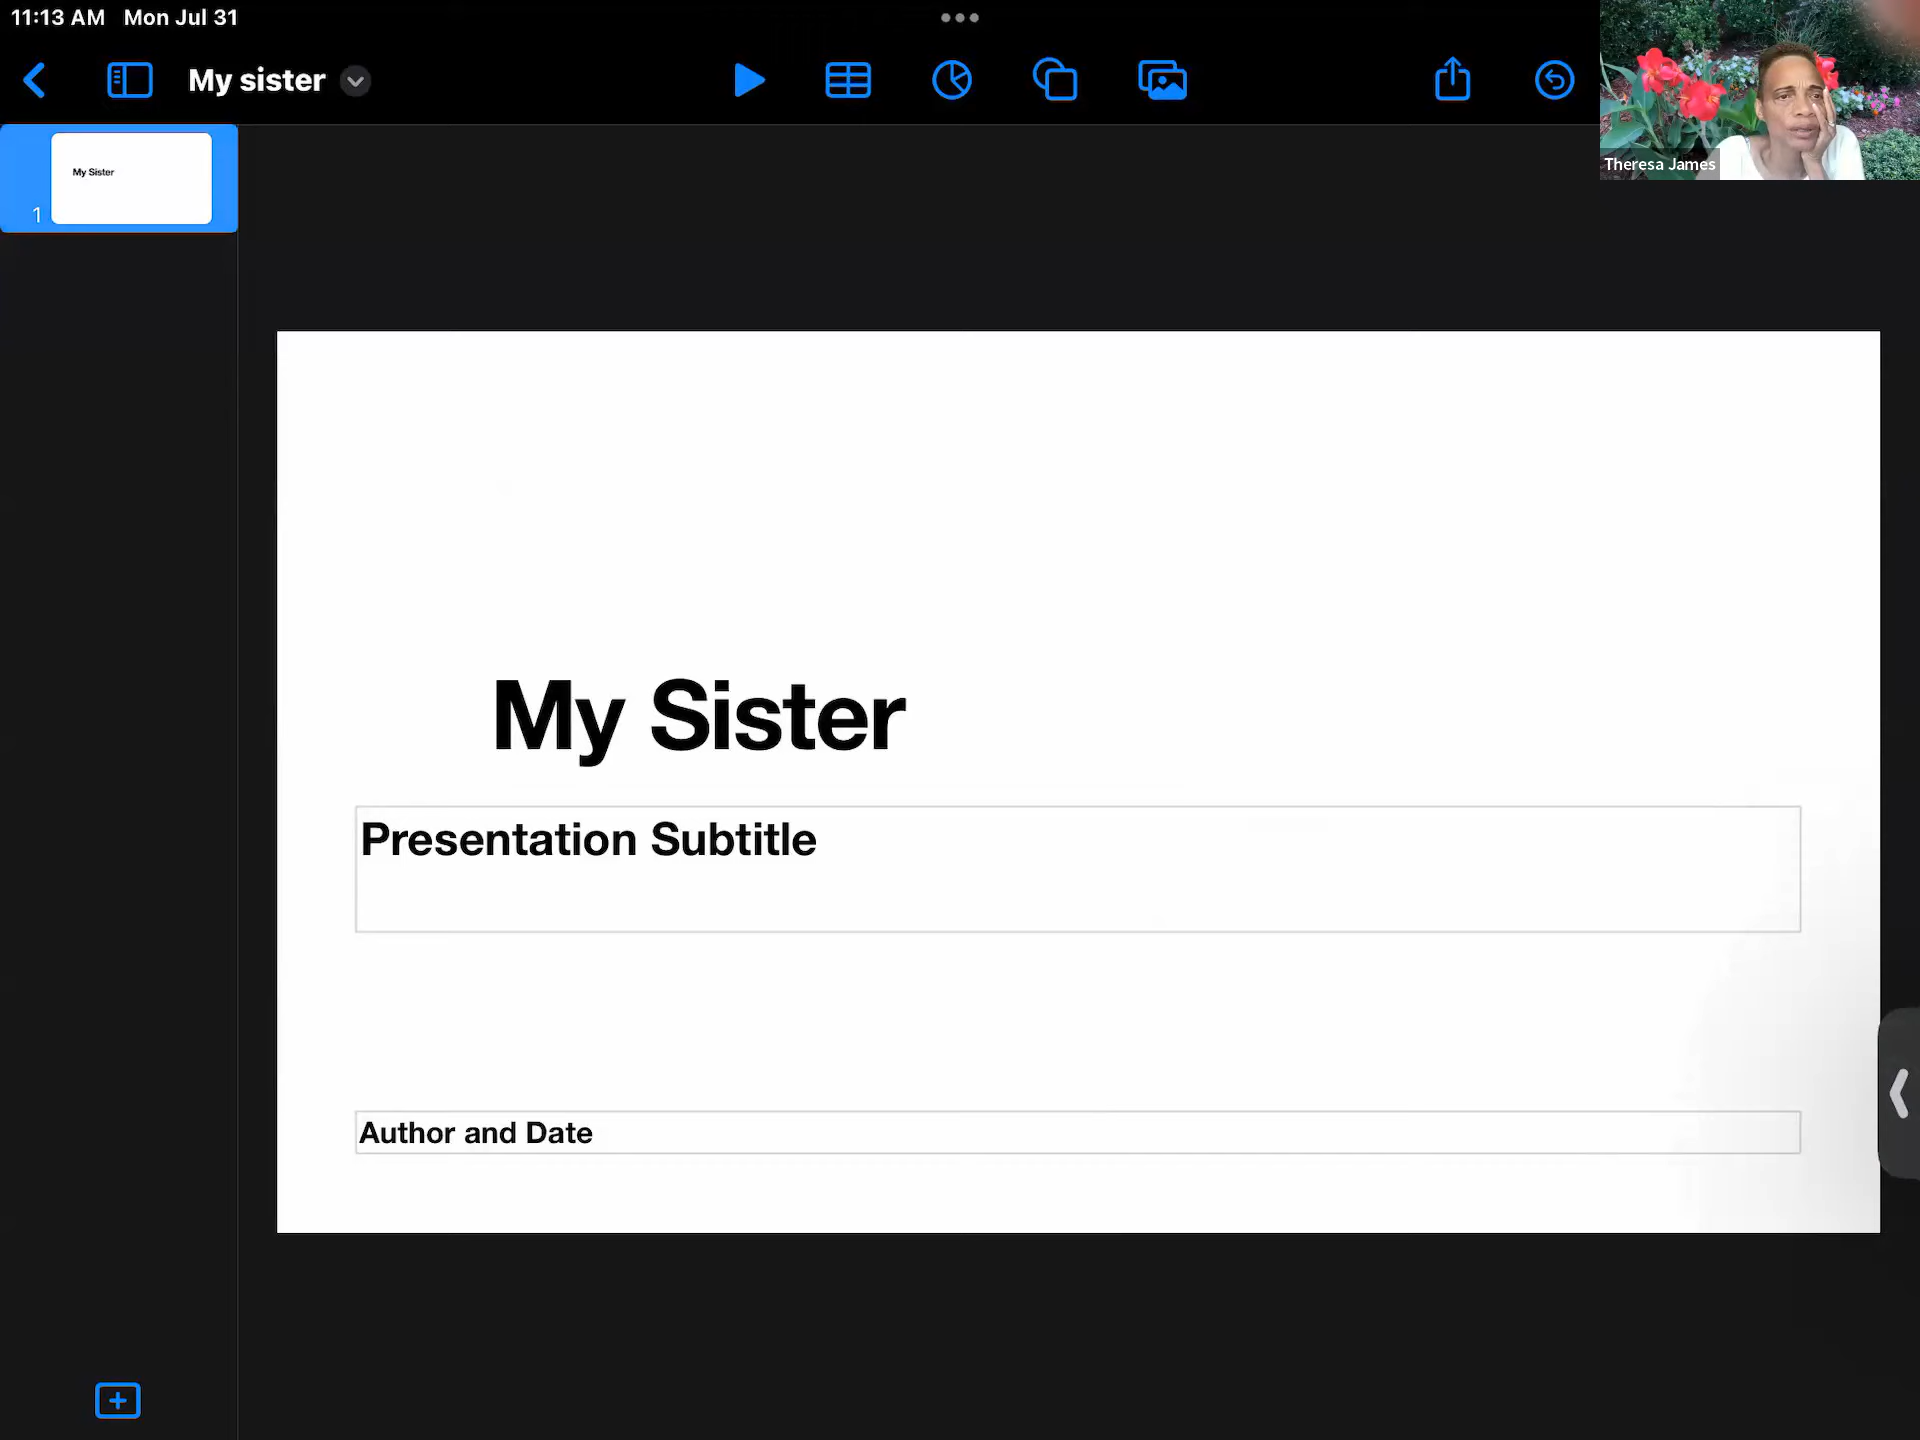 11:13 AM Mon Jul 31
My sister
Theresa James
My Sister
1
My Sister
Presentation Subtitle
Author and Date